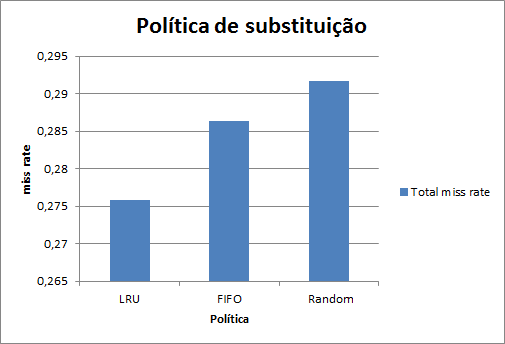 Política de substituição
0,295
0,29
0,285
0,28
0,275
0,27
0,265
miss rate
LRU
FIFO
Random
Política
Total miss rate